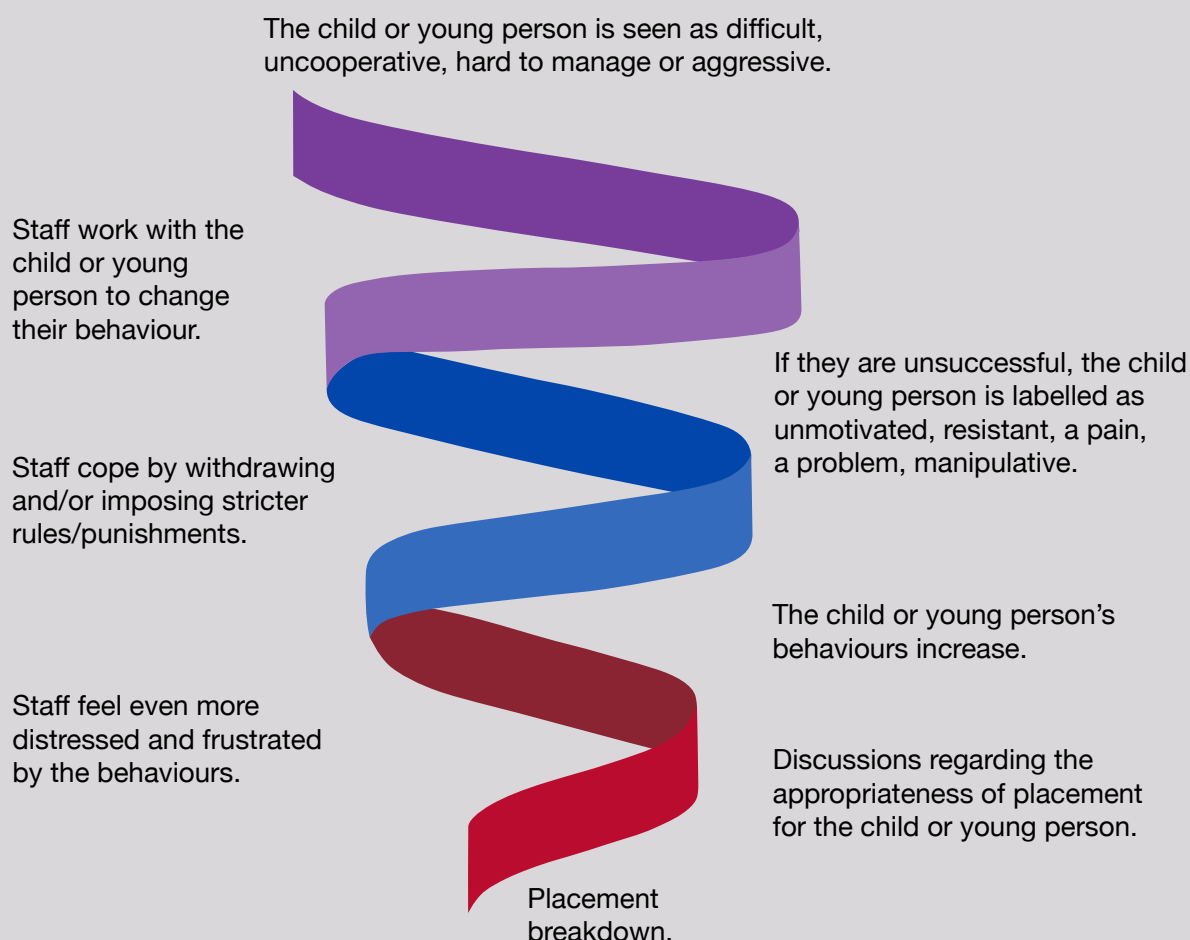 The child or young person is seen as difficult,
uncooperative, hard to manage or aggressive.
Staff work with the
child or young
person to change
their behaviour.
If they are unsuccessful, the child
or young person is labelled as
unmotivated, resistant, a pain,
a problem, manipulative.
Staff cope by withdrawing
and/or imposing stricter
rules/punishments.
The child or young person’s
behaviours increase.
Staff feel even more
distressed and frustrated
by the behaviours.
Discussions regarding the
appropriateness of placement
for the child or young person.
Placement
breakdown.